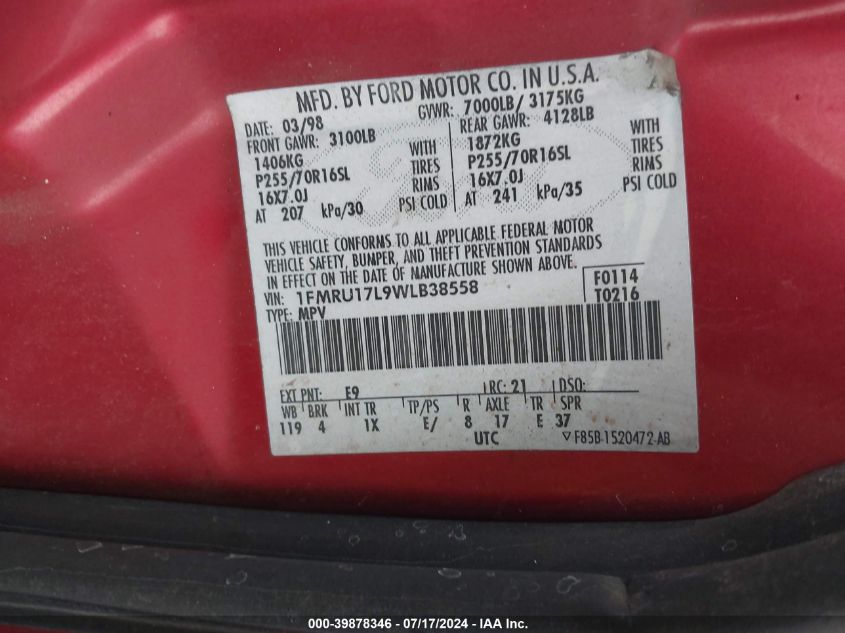 MFD. BY FORD MOTOR CO. IN U.S.A.
DATE: 03/98 GVWR: 7000LB/ 3175KG
FRONT GAWR: 3100LB REAR GAWR: 4128LB
1406KG WITH 1872KG WITH
P255/70R16SL TIRES P255/70R16SL TIRES
16X7.0J RIMS 16X7.0J RIMS
AT 207 kPa/30 PSI COLD AT 241 kPa/35 PSI COLD
THIS VEHICLE CONFORMS TO ALL APPLICABLE FEDERAL MOTOR
VEHICLE SAFETY, BUMPER, AND THEFT PREVENTION STANDARDS
IN EFFECT ON THE DATE OF MANUFACTURE SHOWN ABOVE.
VIN: 1FMRU17L9WLB38558 F0114
TYPE: MPV T0216
EXT PNT: E9 RC: 21 DSO:
WB BRK INT TR TP/PS R AXLE TR SPR
119 4 1X E/ 8 17 E 37
UTC ▽ F85B-1520472-AB
000-39878346 - 07/17/2024 - IAA Inc.